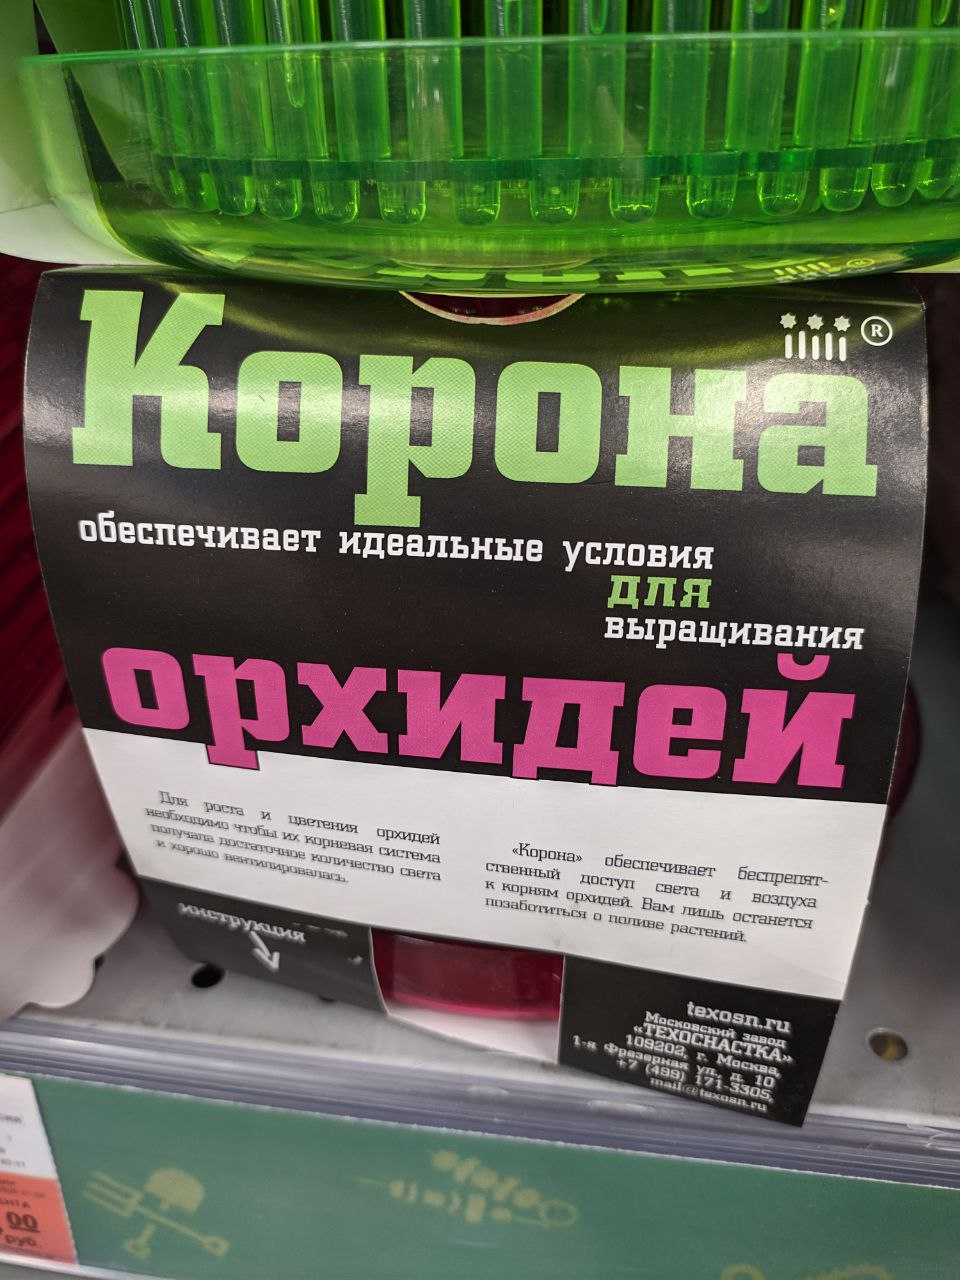 Корона ®
обеспечивает идеальные условия
для
выращивания
орхидей
Для роста и цветения орхидей
необходимо чтобы их корневая система
получала достаточное количество света
и хорошо вентилировалась.
«Корона» обеспечивает беспрепят-
ственный доступ света и воздуха
к корням орхидей. Вам лишь останется
позаботиться о поливе растений.
инструкция
texosn.ru
Московский завод
«ТЕХОСНАСТКА»
109202, г. Москва,
1-я Фрезерная ул., д. 10
+7 (499) 171-3305,
mail@texosn.ru
00
руб.